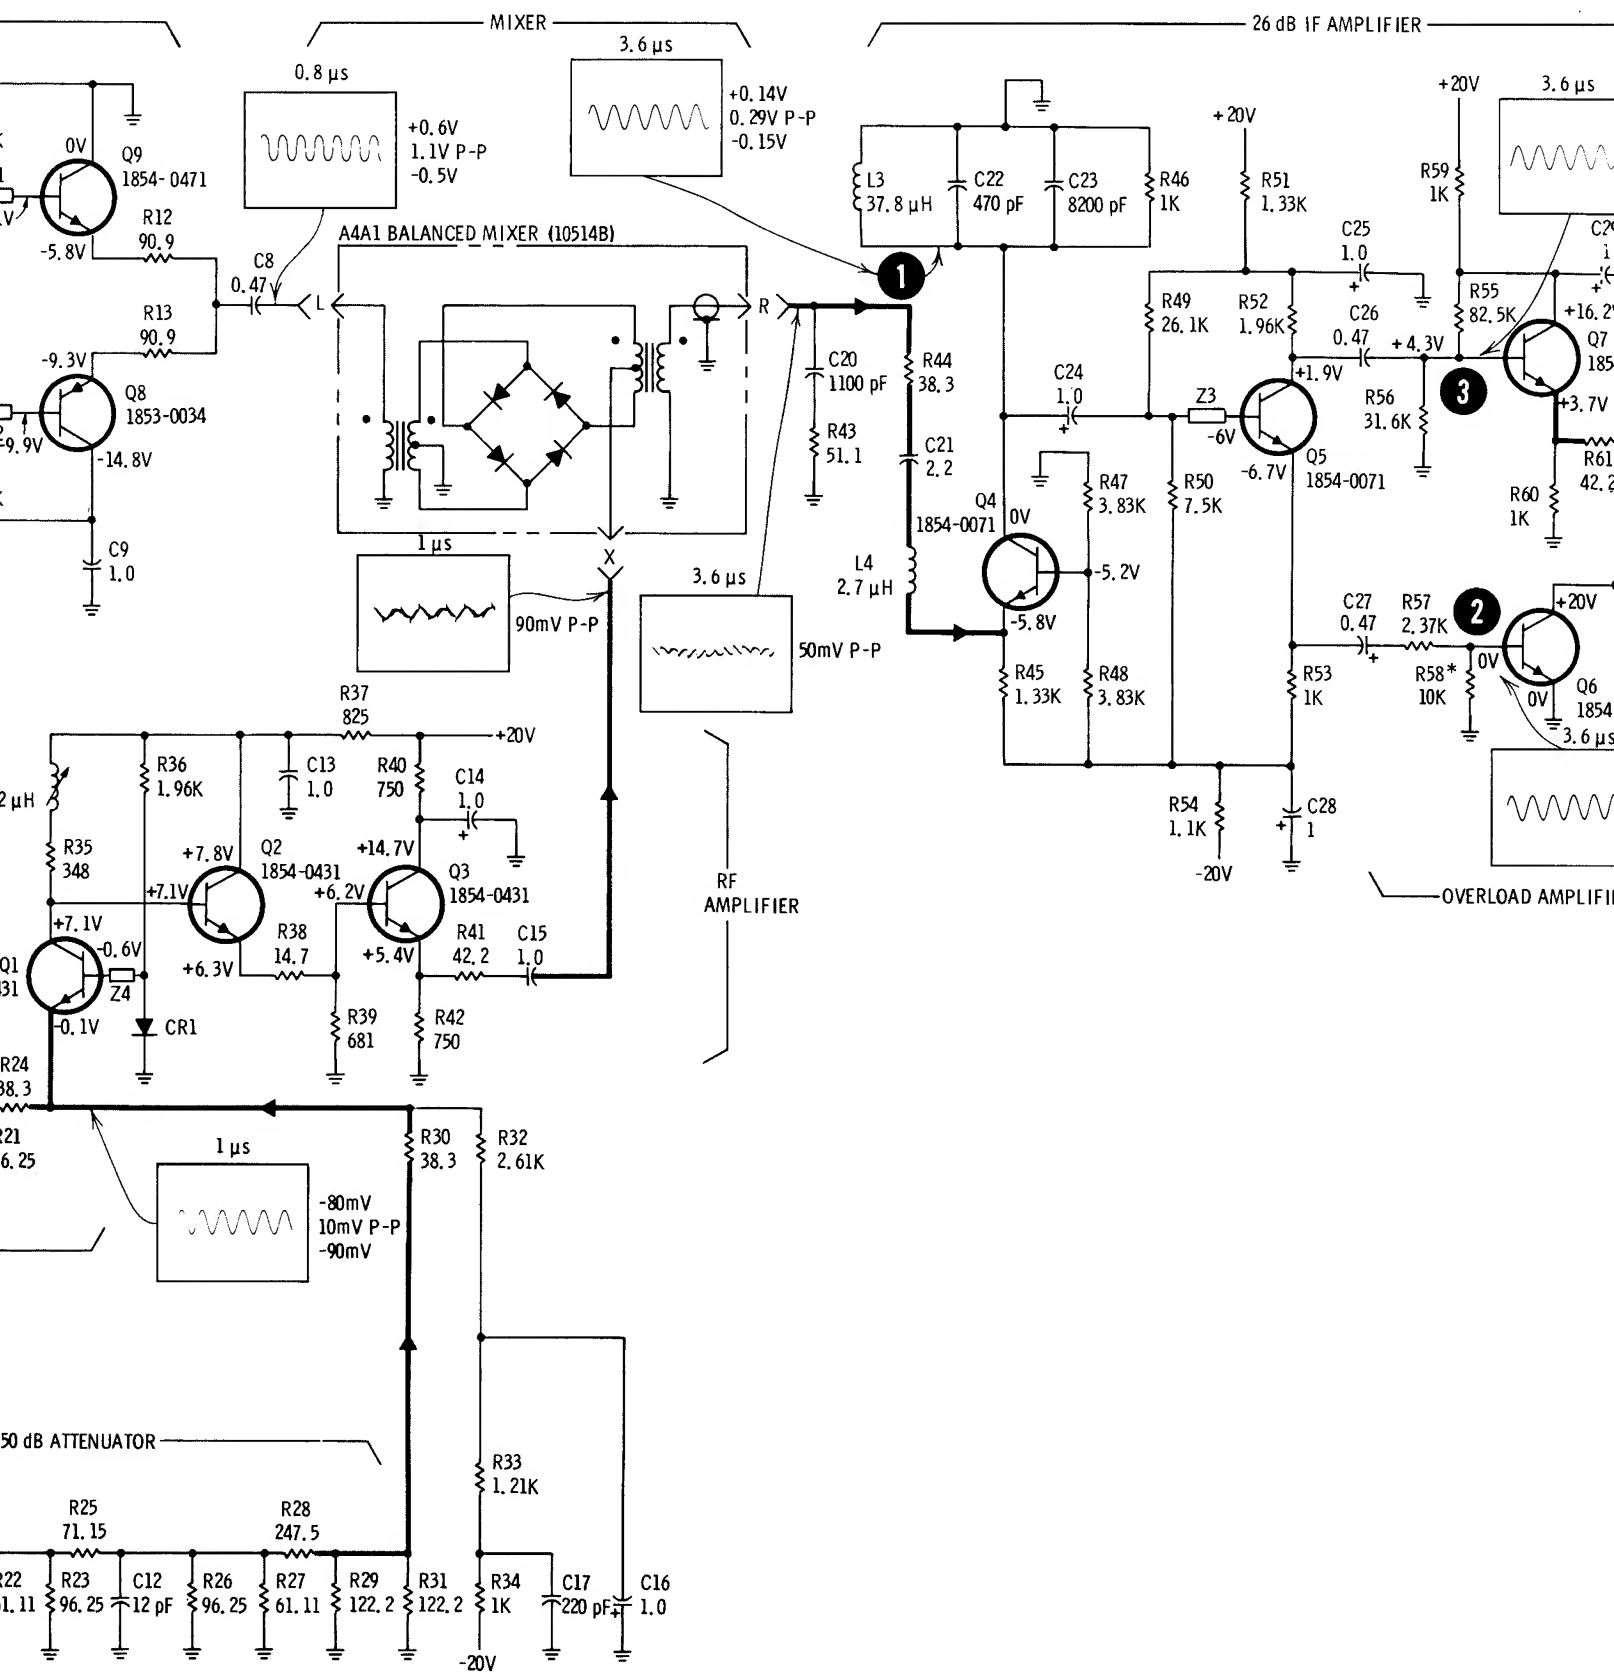 MIXER
26 dB IF AMPLIFIER
0.8 µs
+0.6V
1.1V P-P
-0.5V
3.6 µs
+0.14V
0.29V P-P
-0.15V
+20V
3.6 µs
0V
Q9
1854-0471
-5.8V
R12
90.9
C8
0.47
R13
90.9
-9.3V
Q8
1853-0034
-9.9V
-14.8V
C9
1.0
A4A1 BALANCED MIXER (10514B)
L
R
X
1 µs
90mV P-P
3.6 µs
50mV P-P
1
L3
37.8 µH
C22
470 pF
C23
8200 pF
R46
1K
+20V
R51
1.33K
R59
1K
C25
1.0
+
R49
26.1K
R52
1.96K
C26
0.47
+4.3V
R55
82.5K
+
+16.2V
Q7
3
+3.7V
C20
1100 pF
R43
51.1
R44
38.3
C21
2.2
L4
2.7 µH
C24
1.0
+
Z3
-6V
+1.9V
-6.7V
Q5
1854-0071
R56
31.6K
R61
42.2
R60
1K
Q4
1854-0071
0V
R47
3.83K
R50
7.5K
-5.2V
-5.8V
R45
1.33K
R48
3.83K
C27
0.47
+
R57
2.37K
2
+20V
0V
R58*
10K
0V
Q6
1854
3.6 µs
R53
1K
R54
1.1K
-20V
C28
1
+
OVERLOAD AMPLIFI
R37
825
+20V
2 µH
R36
1.96K
C13
1.0
R40
750
C14
1.0
+
R35
348
+7.8V
Q2
1854-0431
+14.7V
Q3
1854-0431
+7.1V
+6.2V
+7.1V
-0.6V
R38
14.7
+5.4V
R41
42.2
C15
1.0
Q1
431
Z4
+6.3V
-0.1V
CR1
R39
681
R42
750
RF
AMPLIFIER
R24
38.3
R21
6.25
1 µs
-80mV
10mV P-P
-90mV
R30
38.3
R32
2.61K
50 dB ATTENUATOR
R33
1.21K
R25
71.15
R28
247.5
R22
61.11
R23
96.25
C12
12 pF
R26
96.25
R27
61.11
R29
122.2
R31
122.2
R34
1K
C17
220 pF
+
C16
1.0
-20V